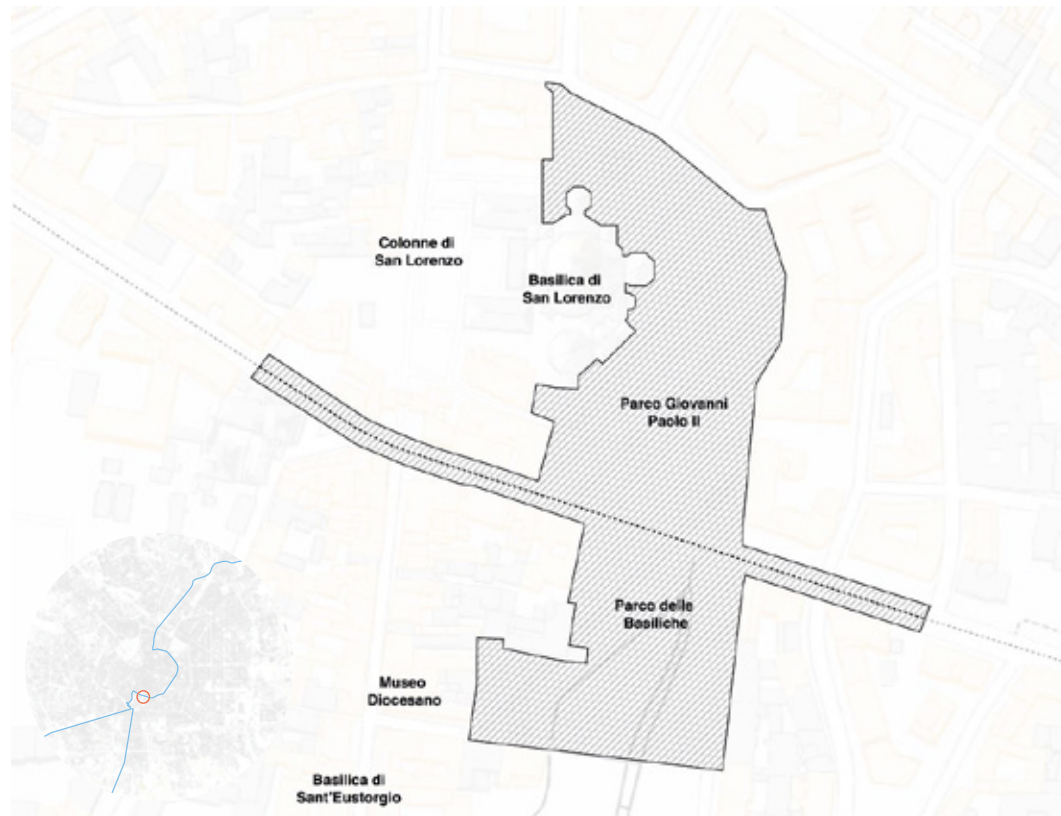 Colonne di
San Lorenzo
Basilica di
San Lorenzo
Parco Giovanni
Paolo II
Parco delle
Basiliche
Museo
Diocesano
Basilica di
Sant'Eustorgio